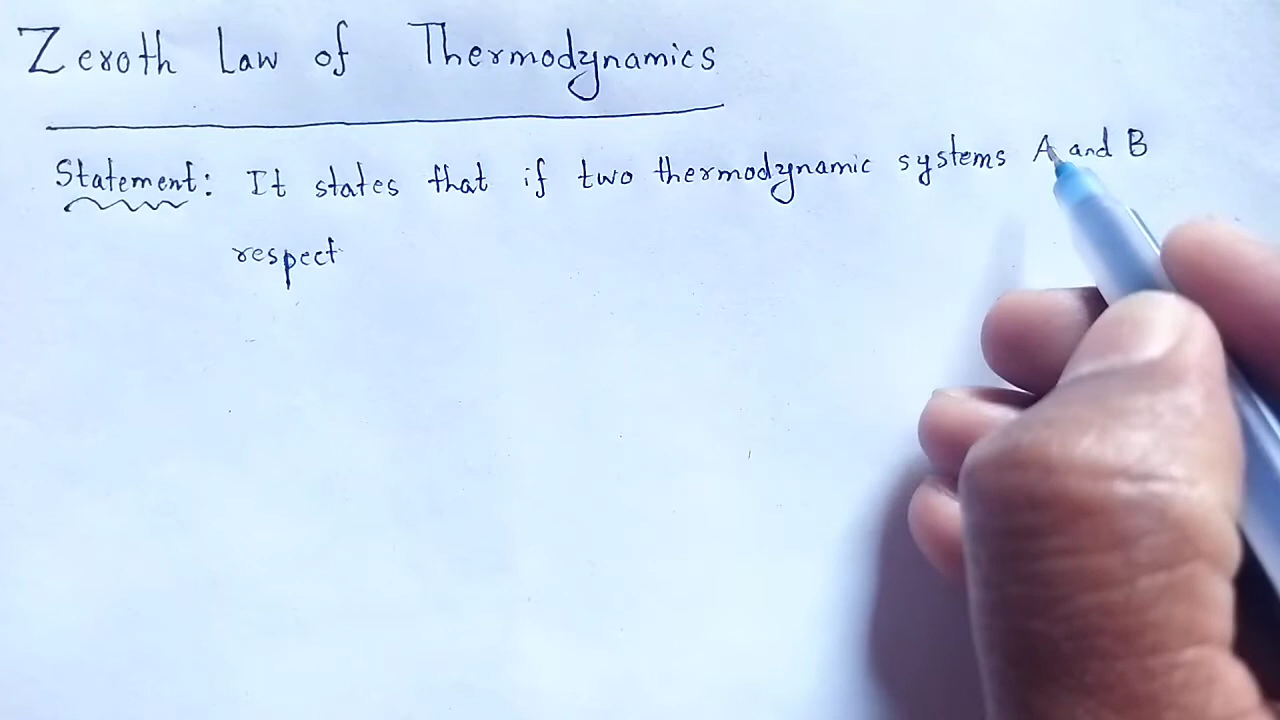 Zeroth Law of Thermodynamics
Statement: It states that if two thermodynamic systems A and B
respect